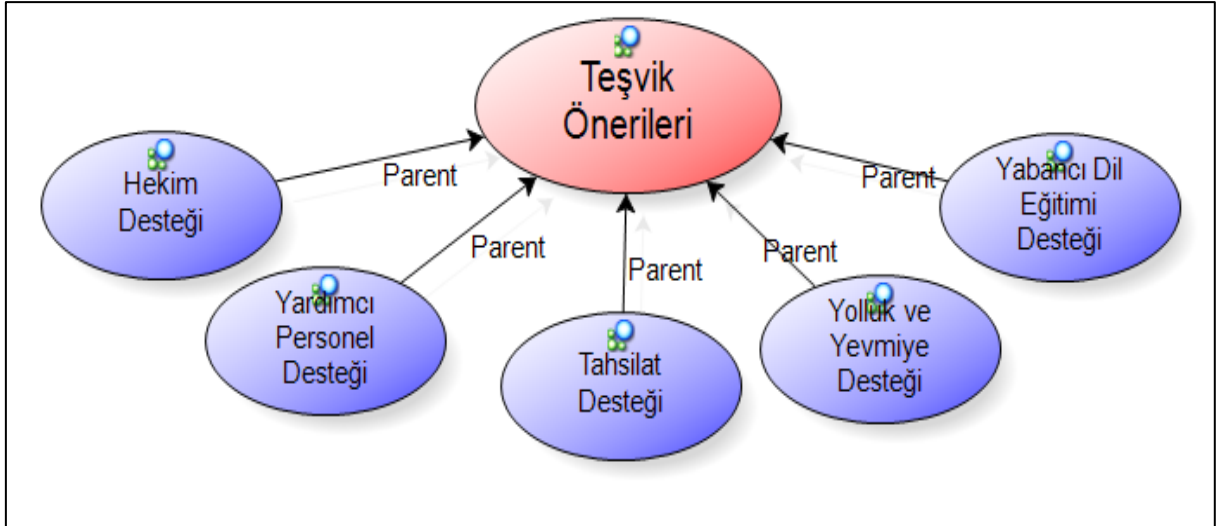 Teşvik
Önerileri
Hekim
Desteği
Parent
Yardımcı
Personel
Desteği
Parent
Tahsilat
Desteği
Parent
Yolluk ve
Yevmiye
Desteği
Parent
Yabancı Dil
Eğitimi
Desteği
Parent